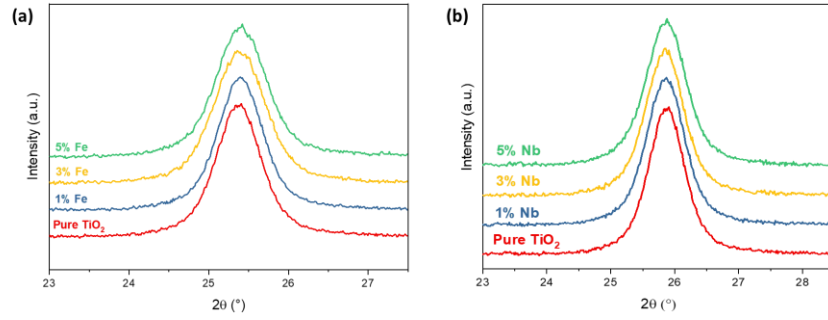 (a)
Intensity (a.u.)
5% Fe
3% Fe
1% Fe
Pure TiO₂
23 24 25 26 27
2θ (°)
(b)
Intensity (a.u.)
5% Nb
3% Nb
1% Nb
Pure TiO₂
23 24 25 26 27 28
2θ (°)